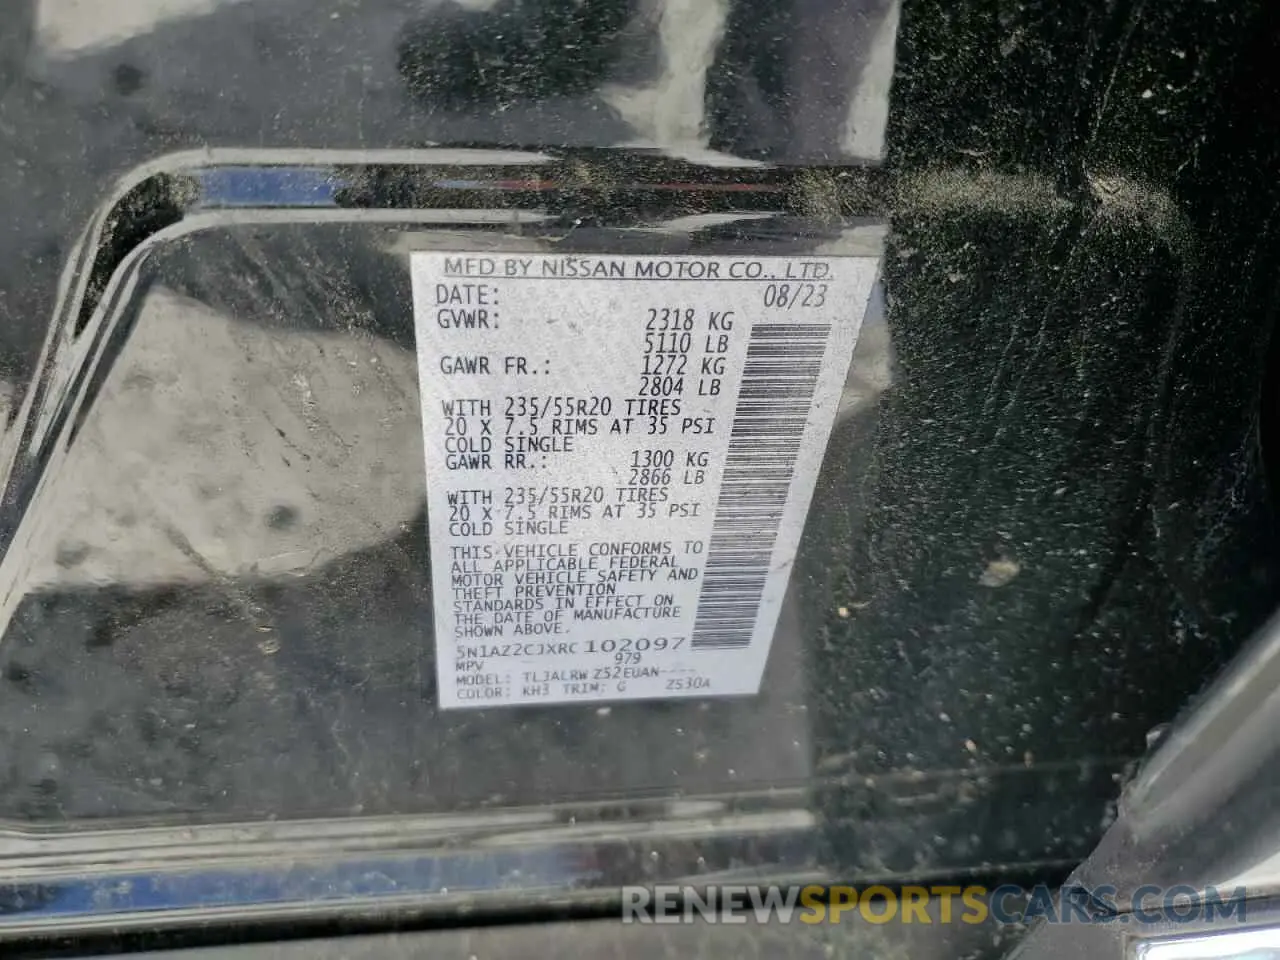 MFD BY NISSAN MOTOR CO., LTD.
DATE: 08/23
GVWR: 2318 KG
5110 LB
GAWR FR.: 1272 KG
2804 LB
WITH 235/55R20 TIRES
20 X 7.5 RIMS AT 35 PSI
COLD SINGLE
GAWR RR.: 1300 KG
2866 LB
WITH 235/55R20 TIRES
20 X 7.5 RIMS AT 35 PSI
COLD SINGLE
THIS VEHICLE CONFORMS TO
ALL APPLICABLE FEDERAL
MOTOR VEHICLE SAFETY AND
THEFT PREVENTION
STANDARDS IN EFFECT ON
THE DATE OF MANUFACTURE
SHOWN ABOVE.
5N1AZ2CJXRC102097
MPV 979
MODEL: TLJALRW Z52EUAN----
COLOR: KH3 TRIM: G Z530A
RENEWSPORTSCARS.COM